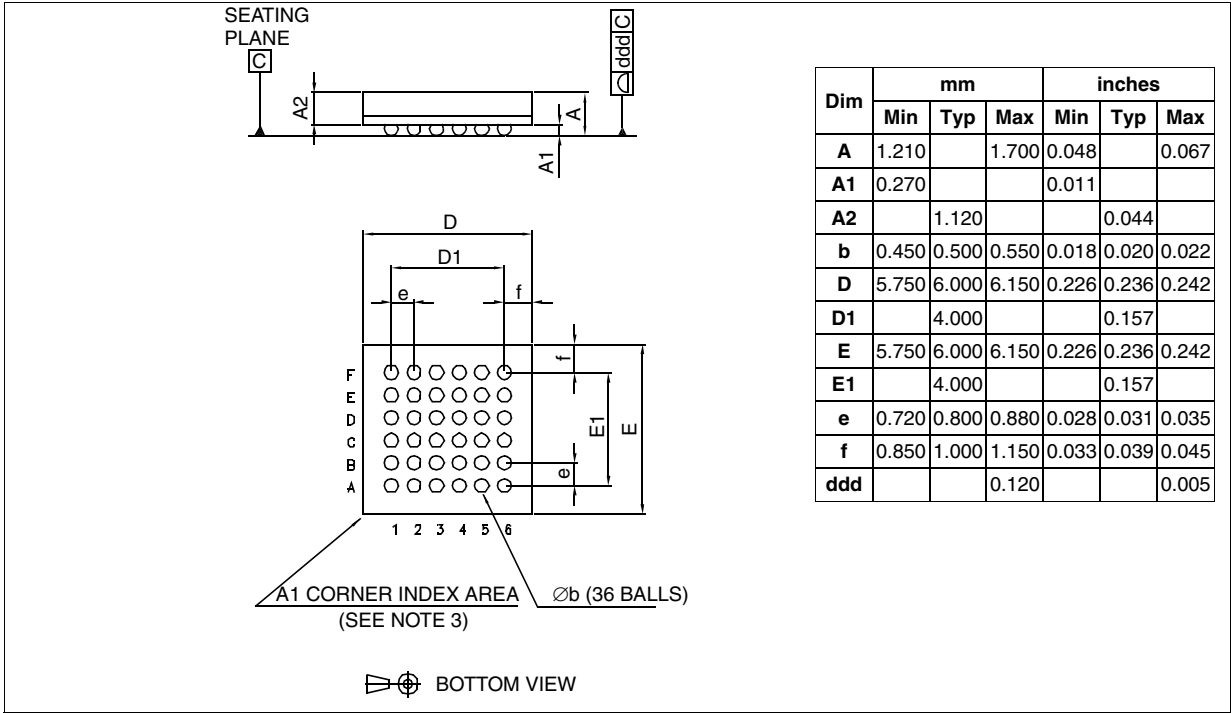 SEATING
PLANE
C
ddd C
A2
A
A1
D
D1
e
f
f
F
E
D
C
B
A
E1
E
e
1 2 3 4 5 6
A1 CORNER INDEX AREA
(SEE NOTE 3)
∅b (36 BALLS)
BOTTOM VIEW
Dim mm inches
Min Typ Max Min Typ Max
A 1.210 1.700 0.048 0.067
A1 0.270 0.011
A2 1.120 0.044
b 0.450 0.500 0.550 0.018 0.020 0.022
D 5.750 6.000 6.150 0.226 0.236 0.242
D1 4.000 0.157
E 5.750 6.000 6.150 0.226 0.236 0.242
E1 4.000 0.157
e 0.720 0.800 0.880 0.028 0.031 0.035
f 0.850 1.000 1.150 0.033 0.039 0.045
ddd 0.120 0.005